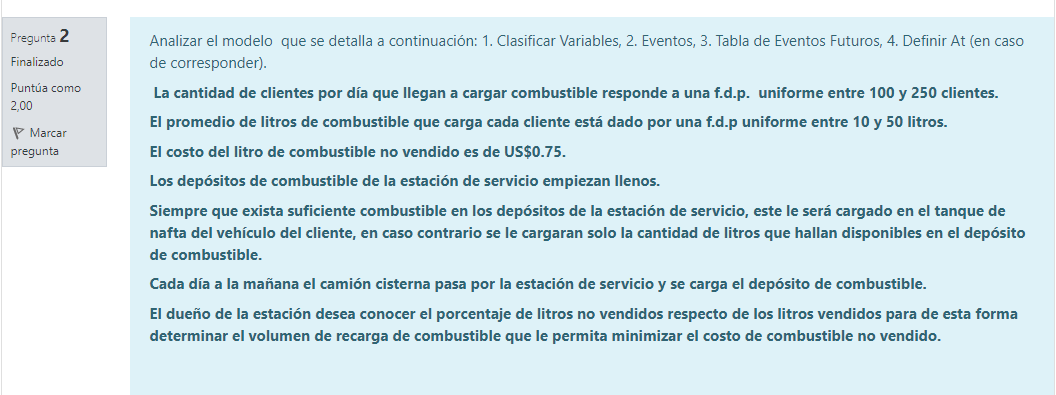 Pregunta 2
Finalizado
Puntúa como
2,00
Marcar
pregunta
Analizar el modelo que se detalla a continuación: 1. Clasificar Variables, 2. Eventos, 3. Tabla de Eventos Futuros, 4. Definir At (en caso
de corresponder).
La cantidad de clientes por día que llegan a cargar combustible responde a una f.d.p. uniforme entre 100 y 250 clientes.
El promedio de litros de combustible que carga cada cliente está dado por una f.d.p uniforme entre 10 y 50 litros.
El costo del litro de combustible no vendido es de US$0.75.
Los depósitos de combustible de la estación de servicio empiezan llenos.
Siempre que exista suficiente combustible en los depósitos de la estación de servicio, este le será cargado en el tanque de
nafta del vehículo del cliente, en caso contrario se le cargaran solo la cantidad de litros que hallan disponibles en el depósito
de combustible.
Cada día a la mañana el camión cisterna pasa por la estación de servicio y se carga el depósito de combustible.
El dueño de la estación desea conocer el porcentaje de litros no vendidos respecto de los litros vendidos para de esta forma
determinar el volumen de recarga de combustible que le permita minimizar el costo de combustible no vendido.